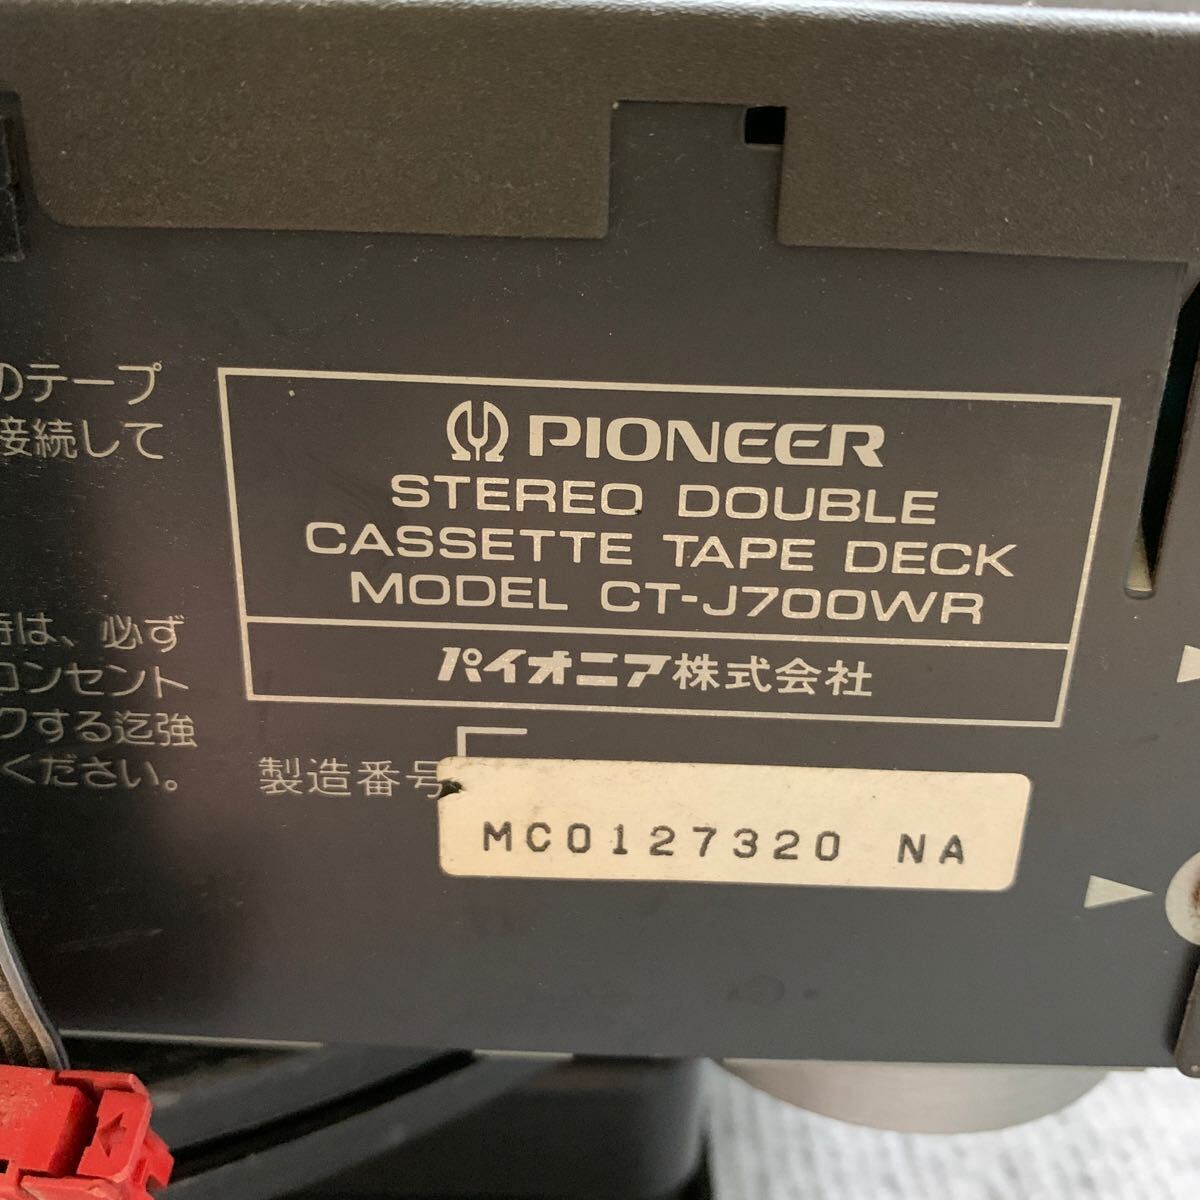 のテープ
接続して
時は、必ず
コンセント
クする迄強
ください。
PIONEER
STEREO DOUBLE
CASSETTE TAPE DECK
MODEL CT-J700WR
パイオニア株式会社
製造番号
MC0127320 NA